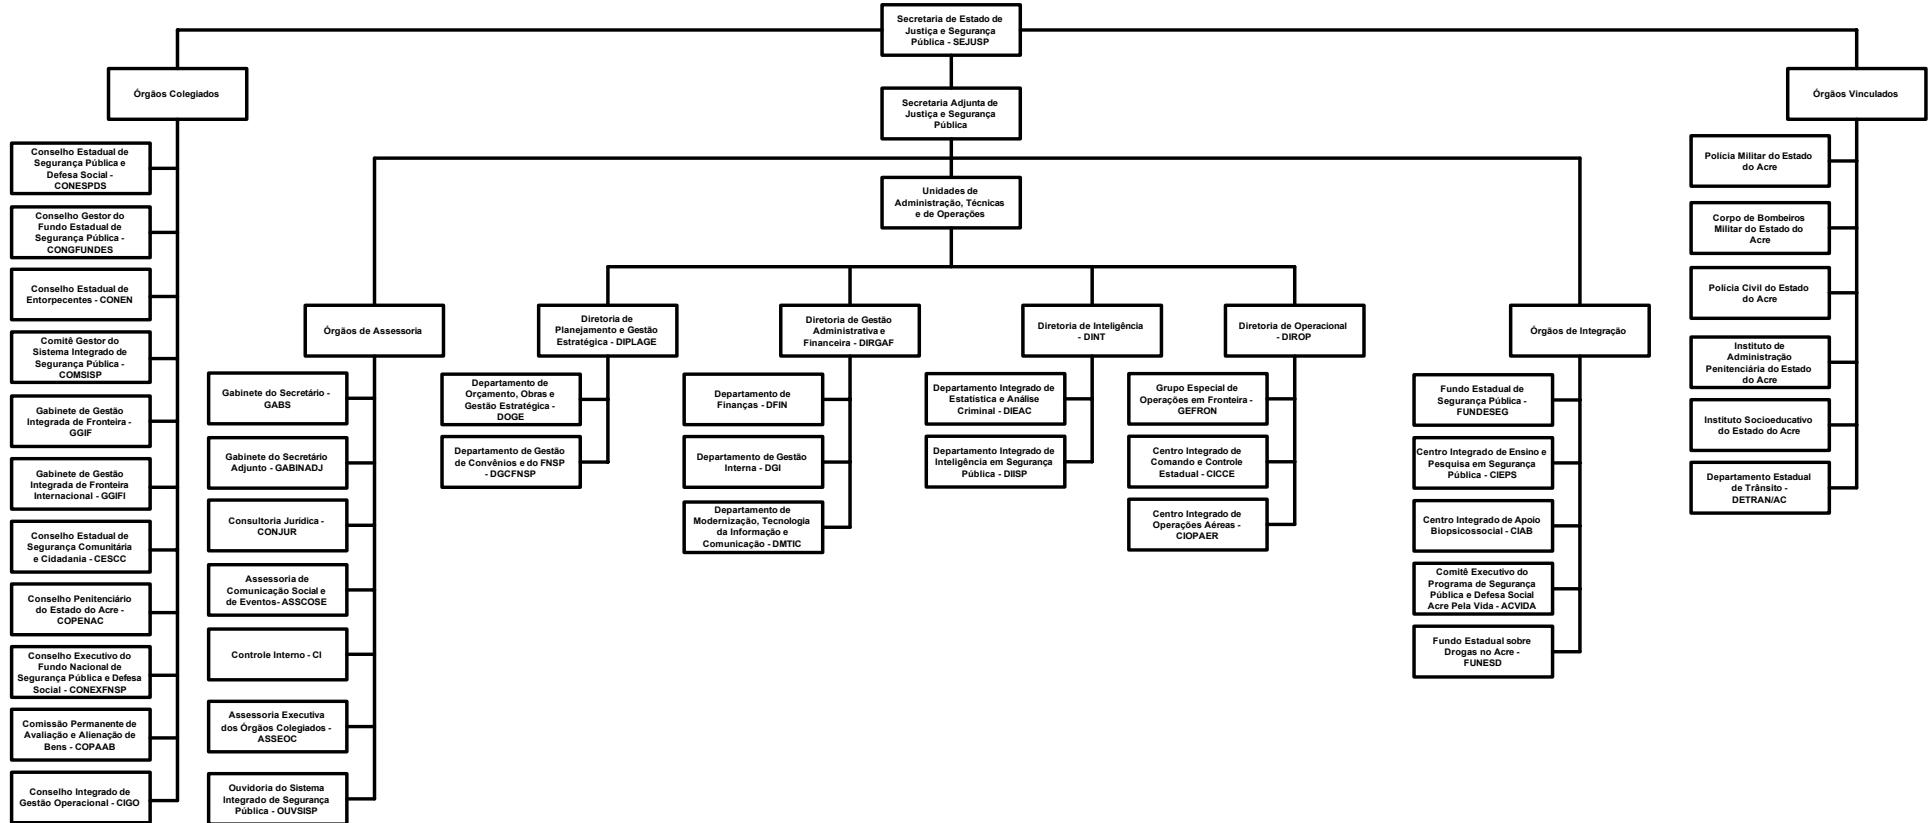 Secretaria de Estado de
Justiça e Segurança
Pública - SEJUSP
Órgãos Colegiados
Órgãos Vinculados
Secretaria Adjunta de
Justiça e Segurança
Pública
Unidades de
Administração, Técnicas
e de Operações
Conselho Estadual de
Segurança Pública e
Defesa Social -
CONESPDS
Conselho Gestor do
Fundo Estadual de
Segurança Pública -
CONGFUNDES
Conselho Estadual de
Entorpecentes - CONEN
Comitê Gestor do
Sistema Integrado de
Segurança Pública -
COMSISP
Gabinete de Gestão
Integrada de Fronteira -
GGIF
Gabinete de Gestão
Integrada de Fronteira
Internacional - GGIFI
Conselho Estadual de
Segurança Comunitária
e Cidadania - CESCC
Conselho Penitenciário
do Estado do Acre -
COPENAC
Conselho Executivo do
Fundo Nacional de
Segurança Pública e Defesa
Social - CONEXFNSP
Comissão Permanente de
Avaliação e Alienação de
Bens - COPAAB
Conselho Integrado de
Gestão Operacional - CIGO
Órgãos de Assessoria
Gabinete do Secretário -
GABS
Gabinete do Secretário
Adjunto - GABINADJ
Consultoria Jurídica -
CONJUR
Assessoria de
Comunicação Social e
de Eventos- ASSCOSE
Controle Interno - CI
Assessoria Executiva
dos Órgãos Colegiados -
ASSEOC
Ouvidoria do Sistema
Integrado de Segurança
Pública - OUVSISP
Diretoria de
Planejamento e Gestão
Estratégica - DIPLAGE
Departamento de
Orçamento, Obras e
Gestão Estratégica -
DOGE
Departamento de Gestão
de Convênios e do FNSP
- DGCFNSP
Diretoria de Gestão
Administrativa e
Financeira - DIRGAF
Departamento de
Finanças - DFIN
Departamento de Gestão
Interna - DGI
Departamento de
Modernização, Tecnologia
da Informação e
Comunicação - DMTIC
Diretoria de Inteligência
- DINT
Departamento Integrado de
Estatística e Análise
Criminal - DIEAC
Departamento Integrado de
Inteligência em Segurança
Pública - DIISP
Diretoria de Operacional
- DIROP
Grupo Especial de
Operações em Fronteira -
GEFRON
Centro Integrado de
Comando e Controle
Estadual - CICCE
Centro Integrado de
Operações Aéreas -
CIOPAER
Órgãos de Integração
Fundo Estadual de
Segurança Pública -
FUNDESEG
Centro Integrado de Ensino e
Pesquisa em Segurança
Pública - CIEPS
Centro Integrado de Apoio
Biopsicossocial - CIAB
Comitê Executivo do
Programa de Segurança
Pública e Defesa Social
Acre Pela Vida - ACVIDA
Fundo Estadual sobre
Drogas no Acre -
FUNESD
Polícia Militar do Estado
do Acre
Corpo de Bombeiros
Militar do Estado do
Acre
Polícia Civil do Estado
do Acre
Instituto de
Administração
Penitenciária do Estado
do Acre
Instituto Socioeducativo
do Estado do Acre
Departamento Estadual
de Trânsito -
DETRAN/AC